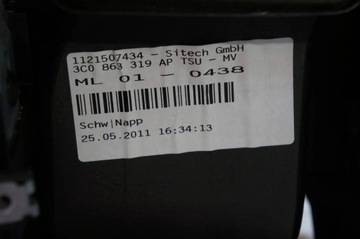 1121507434 - Sitech GmbH
3C0 863 319 AP TSU - MV
ML 01 - 0438
Schw|Napp
25.05.2011 16:34:13